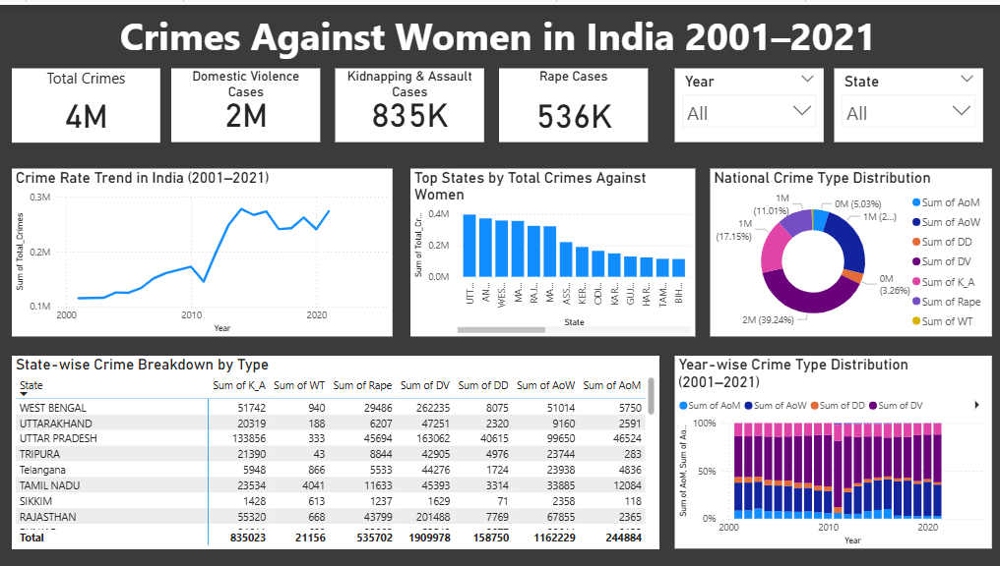 Crimes Against Women in India 2001–2021
Total Crimes
4M
Domestic Violence
Cases
2M
Kidnapping & Assault
Cases
835K
Rape Cases
536K
Year
All
State
All
Crime Rate Trend in India (2001–2021)
Sum of Total_Crimes
0.3M
0.2M
0.1M
2000
2010
2020
Year
Top States by Total Crimes Against
Women
Sum of Total_Cr...
0.4M
0.2M
0.0M
UTT...
AN...
WES...
MA...
RAJ...
MA...
ASS...
KER...
ODI...
KAR...
GUJ...
HAR...
TAM...
BIH...
State
National Crime Type Distribution
1M
(11.01%)
0M (5.03%)
1M (2...)
1M
(17.15%)
0M
(3.26%)
2M (39.24%)
Sum of AoM
Sum of AoW
Sum of DD
Sum of DV
Sum of K_A
Sum of Rape
Sum of WT
State-wise Crime Breakdown by Type
State Sum of K_A Sum of WT Sum of Rape Sum of DV Sum of DD Sum of AoW Sum of AoM
WEST BENGAL 51742 940 29486 262235 8075 51014 5750
UTTARAKHAND 20319 188 6207 47251 2320 9160 2591
UTTAR PRADESH 133856 333 45694 163062 40615 99650 46524
TRIPURA 21390 43 8844 42905 4976 23744 283
Telangana 5948 866 5533 44276 1724 23938 4836
TAMIL NADU 23534 4041 11633 45393 3314 33885 12084
SIKKIM 1428 613 1237 1629 71 2358 118
RAJASTHAN 55320 668 43799 201488 7769 67855 2365
Total 835023 21156 535702 1909978 158750 1162229 244884
Year-wise Crime Type Distribution
(2001–2021)
Sum of AoM Sum of AoW Sum of DD Sum of DV
Sum of AoM, Sum of Ao...
100%
50%
0%
2000
2010
2020
Year